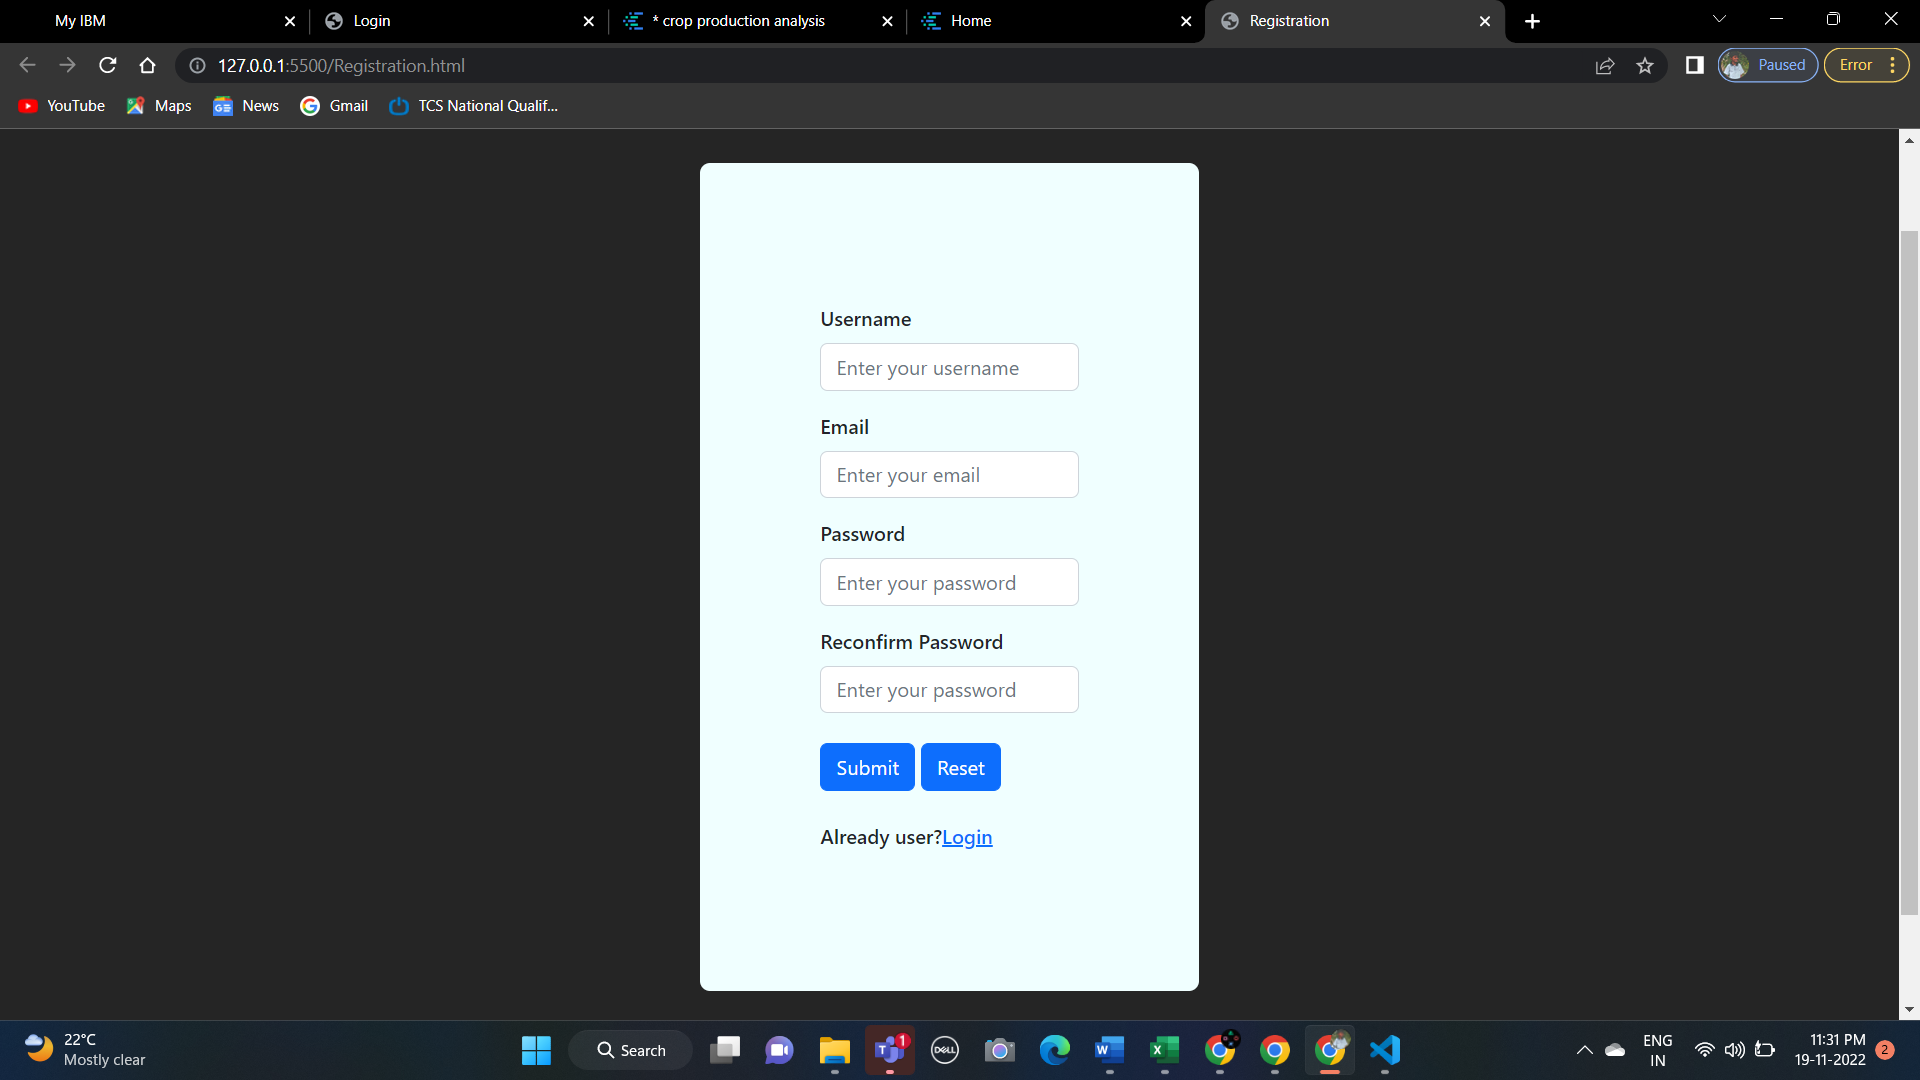 My IBM
Login
* crop production analysis
Home
Registration
127.0.0.1:5500/Registration.html
Paused
Error
YouTube
Maps
News
Gmail
TCS National Qualif...
Username
Enter your username
Email
Enter your email
Password
Enter your password
Reconfirm Password
Enter your password
Submit
Reset
Already user?Login
22°C
Mostly clear
Search
1
DELL
ENG
IN
11:31 PM
19-11-2022
2